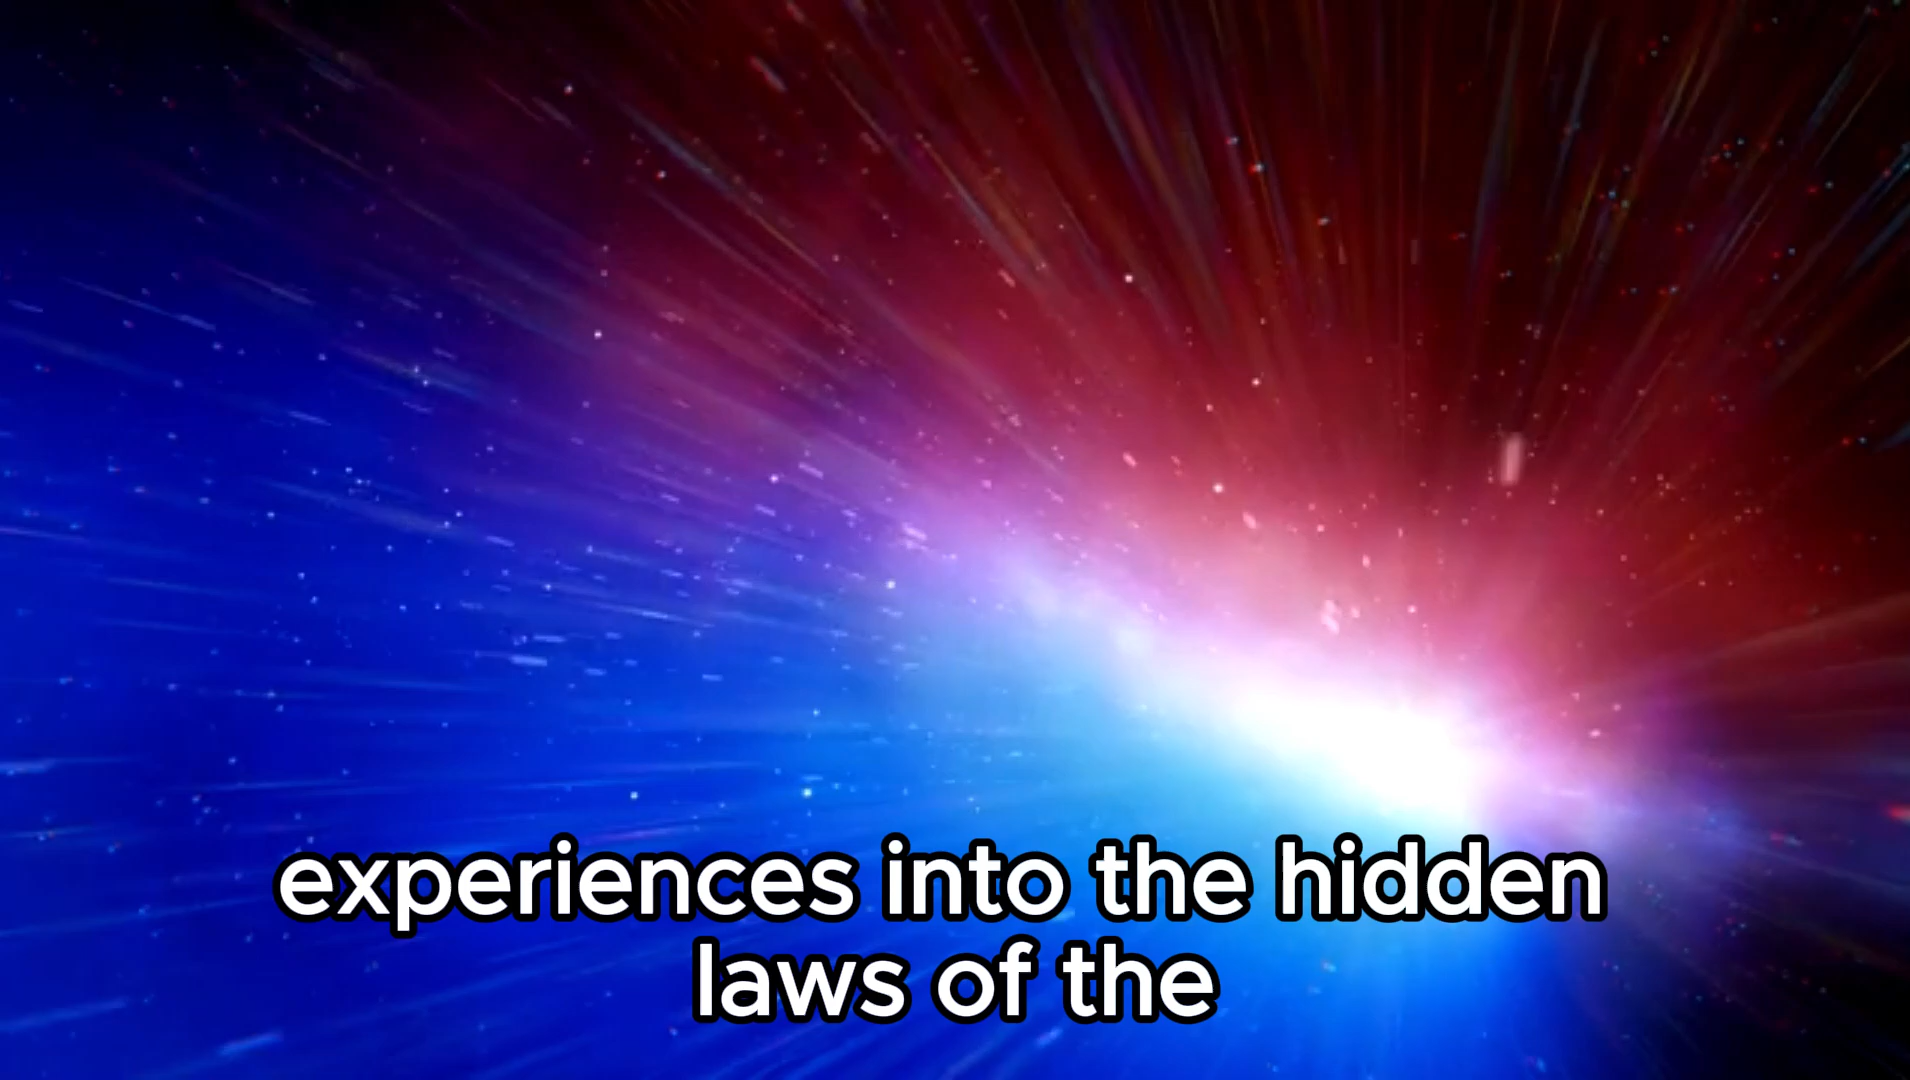 experiences into the hidden
laws of the